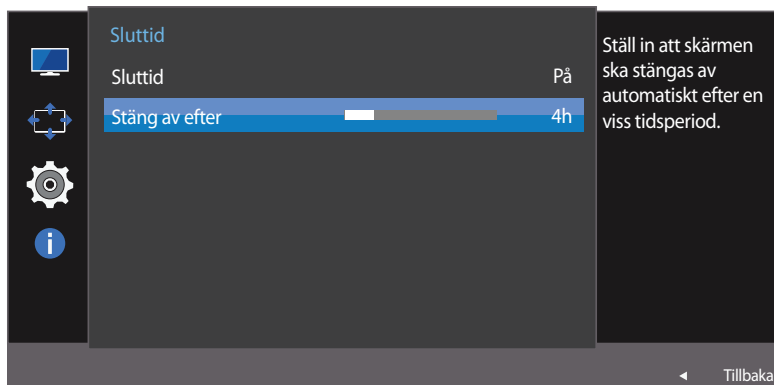 Sluttid
Sluttid På
Stäng av efter 4h
Ställ in att skärmen
ska stängas av
automatiskt efter en
viss tidsperiod.
Tillbaka